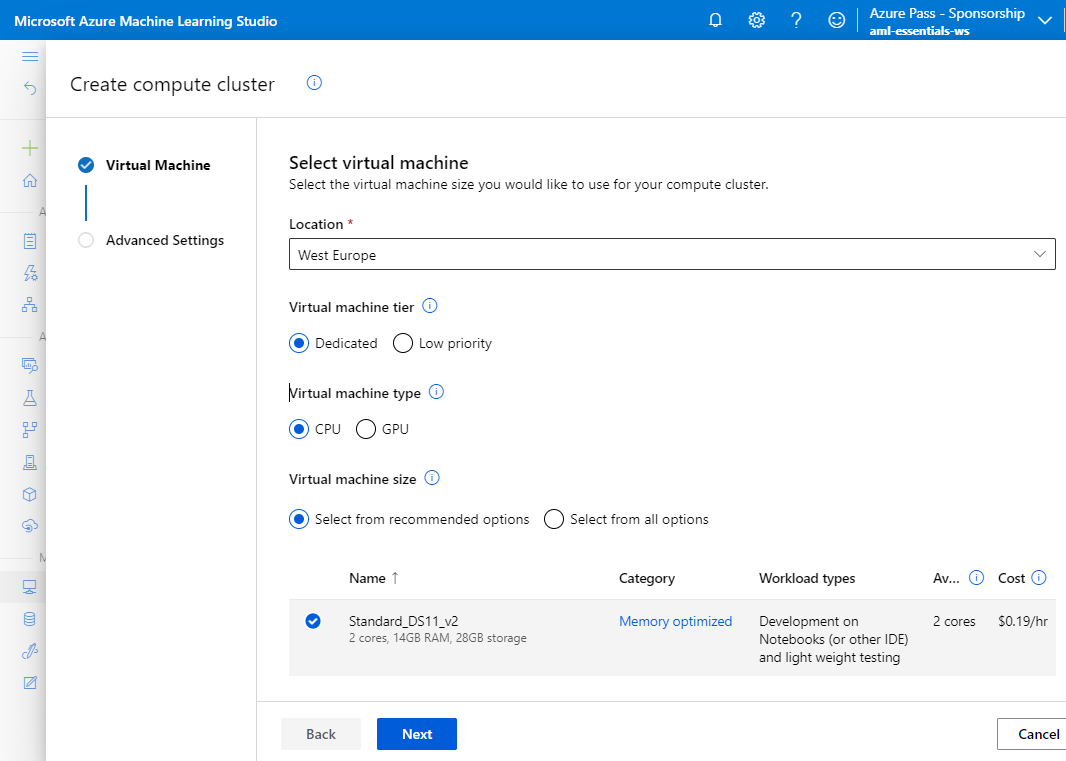 Microsoft Azure Machine Learning Studio
Azure Pass - Sponsorship
aml-essentials-ws
Create compute cluster
Virtual Machine
Advanced Settings
Select virtual machine
Select the virtual machine size you would like to use for your compute cluster.
Location *
West Europe
Virtual machine tier
Dedicated
Low priority
Virtual machine type
CPU
GPU
Virtual machine size
Select from recommended options
Select from all options
Name ↑ Category Workload types Av... Cost
Standard_DS11_v2 Memory optimized Development on 2 cores $0.19/hr
2 cores, 14GB RAM, 28GB storage Notebooks (or other IDE)
and light weight testing
Back
Next
Cancel